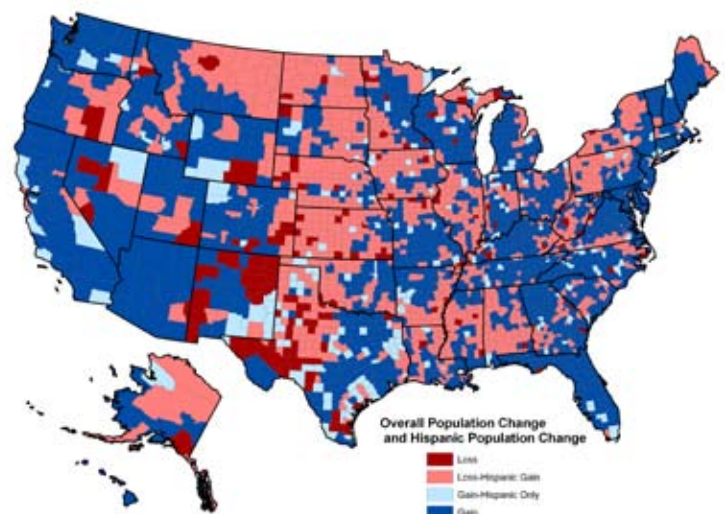 Overall Population Change
and Hispanic Population Change
Loss
Loss-Hispanic Gain
Gain-Hispanic Only
Gain